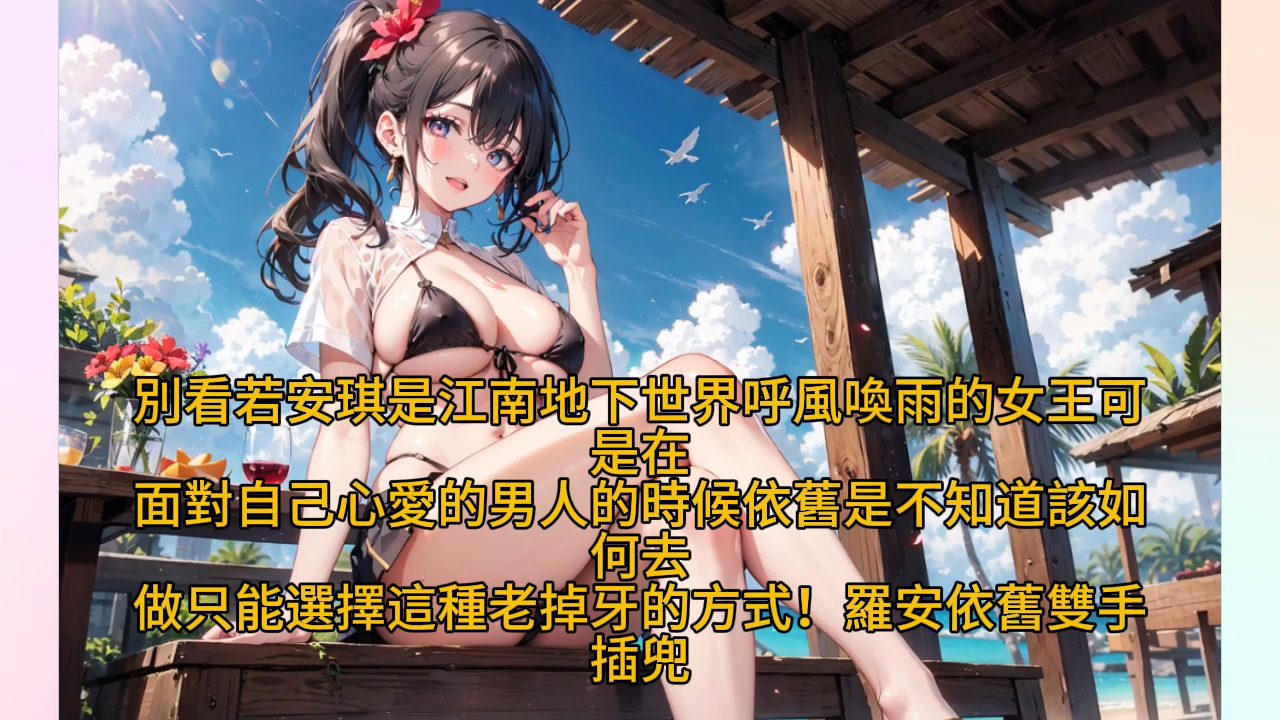 別看若安琪是江南地下世界呼風喚雨的女王可
是在
面對自己心愛的男人的時候依舊是不知道該如
何去
做只能選擇這種老掉牙的方式！羅安依舊雙手
插兜